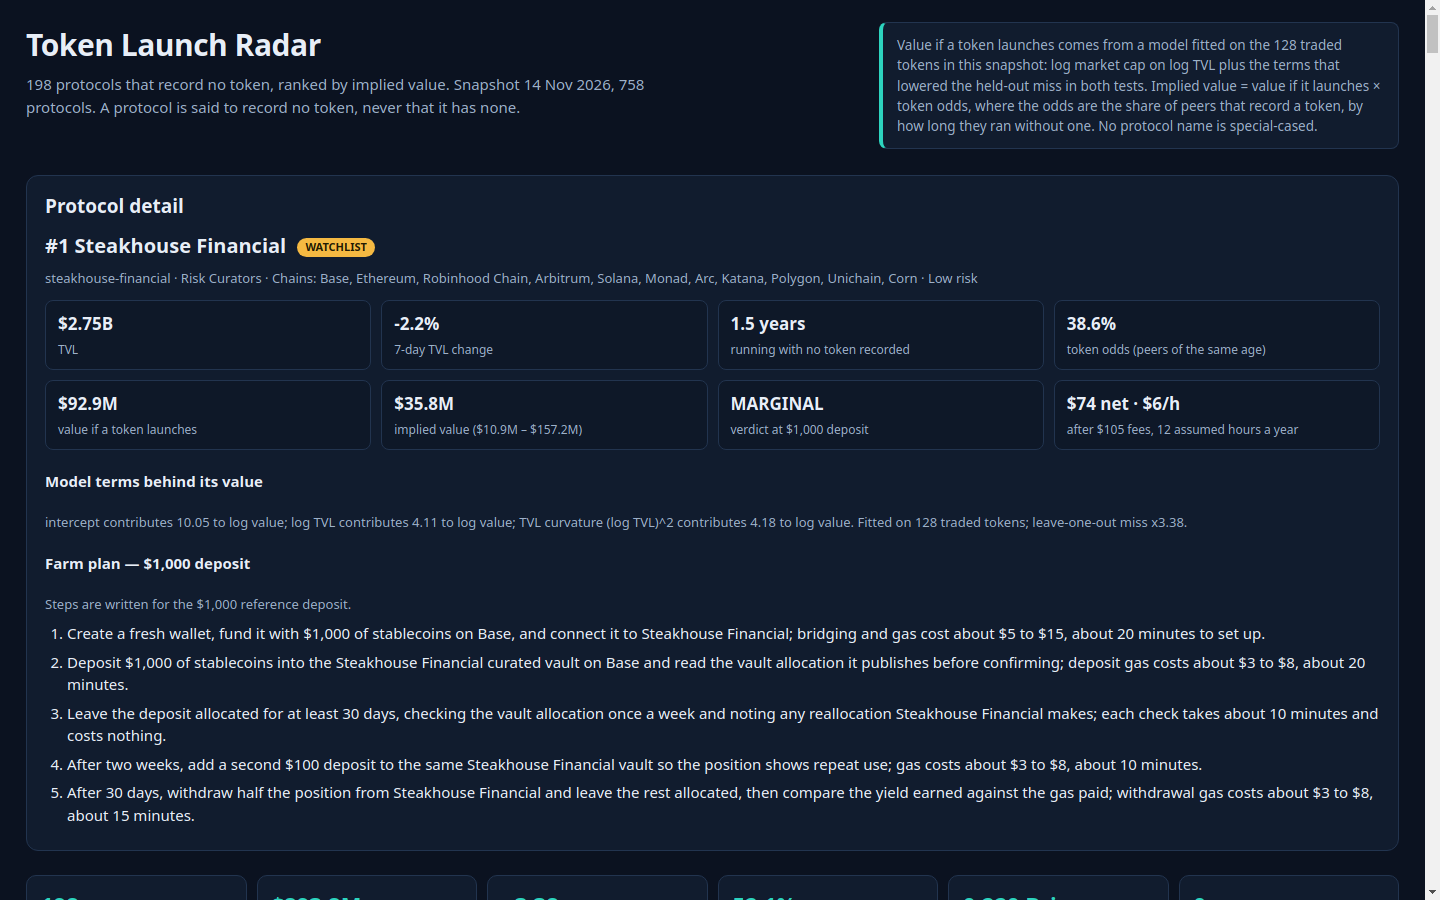 Token Launch Radar
198 protocols that record no token, ranked by implied value. Snapshot 14 Nov 2026, 758
protocols. A protocol is said to record no token, never that it has none.
Value if a token launches comes from a model fitted on the 128 traded
tokens in this snapshot: log market cap on log TVL plus the terms that
lowered the held-out miss in both tests. Implied value = value if it launches ×
token odds, where the odds are the share of peers that record a token, by
how long they ran without one. No protocol name is special-cased.
Protocol detail
#1 Steakhouse Financial WATCHLIST
steakhouse-financial · Risk Curators · Chains: Base, Ethereum, Robinhood Chain, Arbitrum, Solana, Monad, Arc, Katana, Polygon, Unichain, Corn · Low risk
$2.75B
TVL
-2.2%
7-day TVL change
1.5 years
running with no token recorded
38.6%
token odds (peers of the same age)
$92.9M
value if a token launches
$35.8M
implied value ($10.9M – $157.2M)
MARGINAL
verdict at $1,000 deposit
$74 net · $6/h
after $105 fees, 12 assumed hours a year
Model terms behind its value
intercept contributes 10.05 to log value; log TVL contributes 4.11 to log value; TVL curvature (log TVL)^2 contributes 4.18 to log value. Fitted on 128 traded tokens; leave-one-out miss x3.38.
Farm plan — $1,000 deposit
Steps are written for the $1,000 reference deposit.
1. Create a fresh wallet, fund it with $1,000 of stablecoins on Base, and connect it to Steakhouse Financial; bridging and gas cost about $5 to $15, about 20 minutes to set up.
2. Deposit $1,000 of stablecoins into the Steakhouse Financial curated vault on Base and read the vault allocation it publishes before confirming; deposit gas costs about $3 to $8, about 20
minutes.
3. Leave the deposit allocated for at least 30 days, checking the vault allocation once a week and noting any reallocation Steakhouse Financial makes; each check takes about 10 minutes and
costs nothing.
4. After two weeks, add a second $100 deposit to the same Steakhouse Financial vault so the position shows repeat use; gas costs about $3 to $8, about 10 minutes.
5. After 30 days, withdraw half the position from Steakhouse Financial and leave the rest allocated, then compare the yield earned against the gas paid; withdrawal gas costs about $3 to $8,
about 15 minutes.